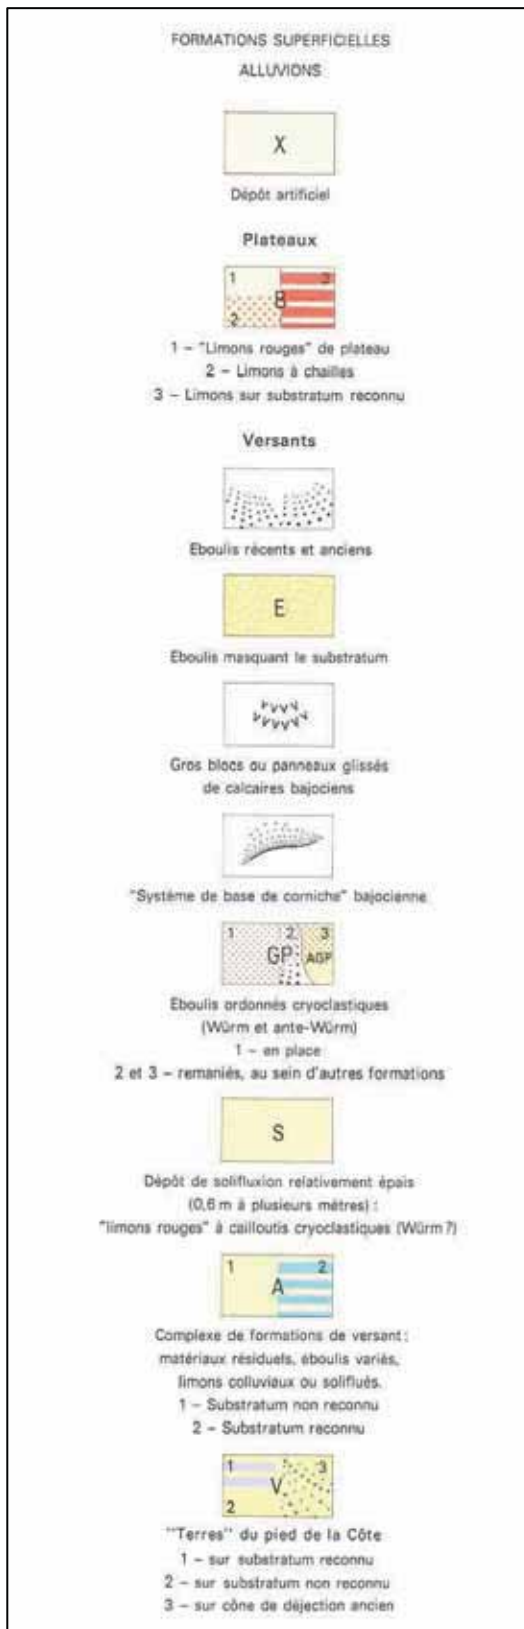 FORMATIONS SUPERFICIELLES
ALLUVIONS
X
Dépôt artificiel
Plateaux
1 3
B
2
1 – "Limons rouges" de plateau
2 – Limons à chailles
3 – Limons sur substratum reconnu
Versants
Eboulis récents et anciens
E
Eboulis masquant le substratum
Gros blocs ou panneaux glissés
de calcaires bajociens
"Système de base de corniche" bajocienne
1 2 3
GP AGP
Eboulis ordonnés cryoclastiques
(Würm et ante-Würm)
1 – en place
2 et 3 – remaniés, au sein d'autres formations
S
Dépôt de solifluxion relativement épais
(0,6 m à plusieurs mètres) :
"limons rouges" à cailloutis cryoclastiques (Würm ?)
1 2
A
Complexe de formations de versant :
matériaux résiduels, éboulis variés,
limons colluviaux ou soliflués.
1 – Substratum non reconnu
2 – Substratum reconnu
1 3
V
2
"Terres" du pied de la Côte
1 – sur substratum reconnu
2 – sur substratum non reconnu
3 – sur cône de déjection ancien